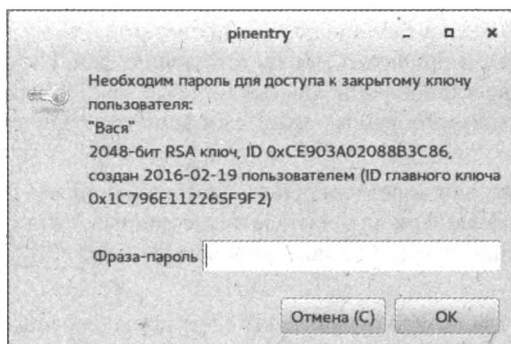 pinentry
Необходим пароль для доступа к закрытому ключу
пользователя:
"Вася"
2048-бит RSA ключ, ID 0xCE903A02088B3C86,
создан 2016-02-19 пользователем (ID главного ключа
0x1C796E112265F9F2)
Фраза-пароль
Отмена (C)
OK